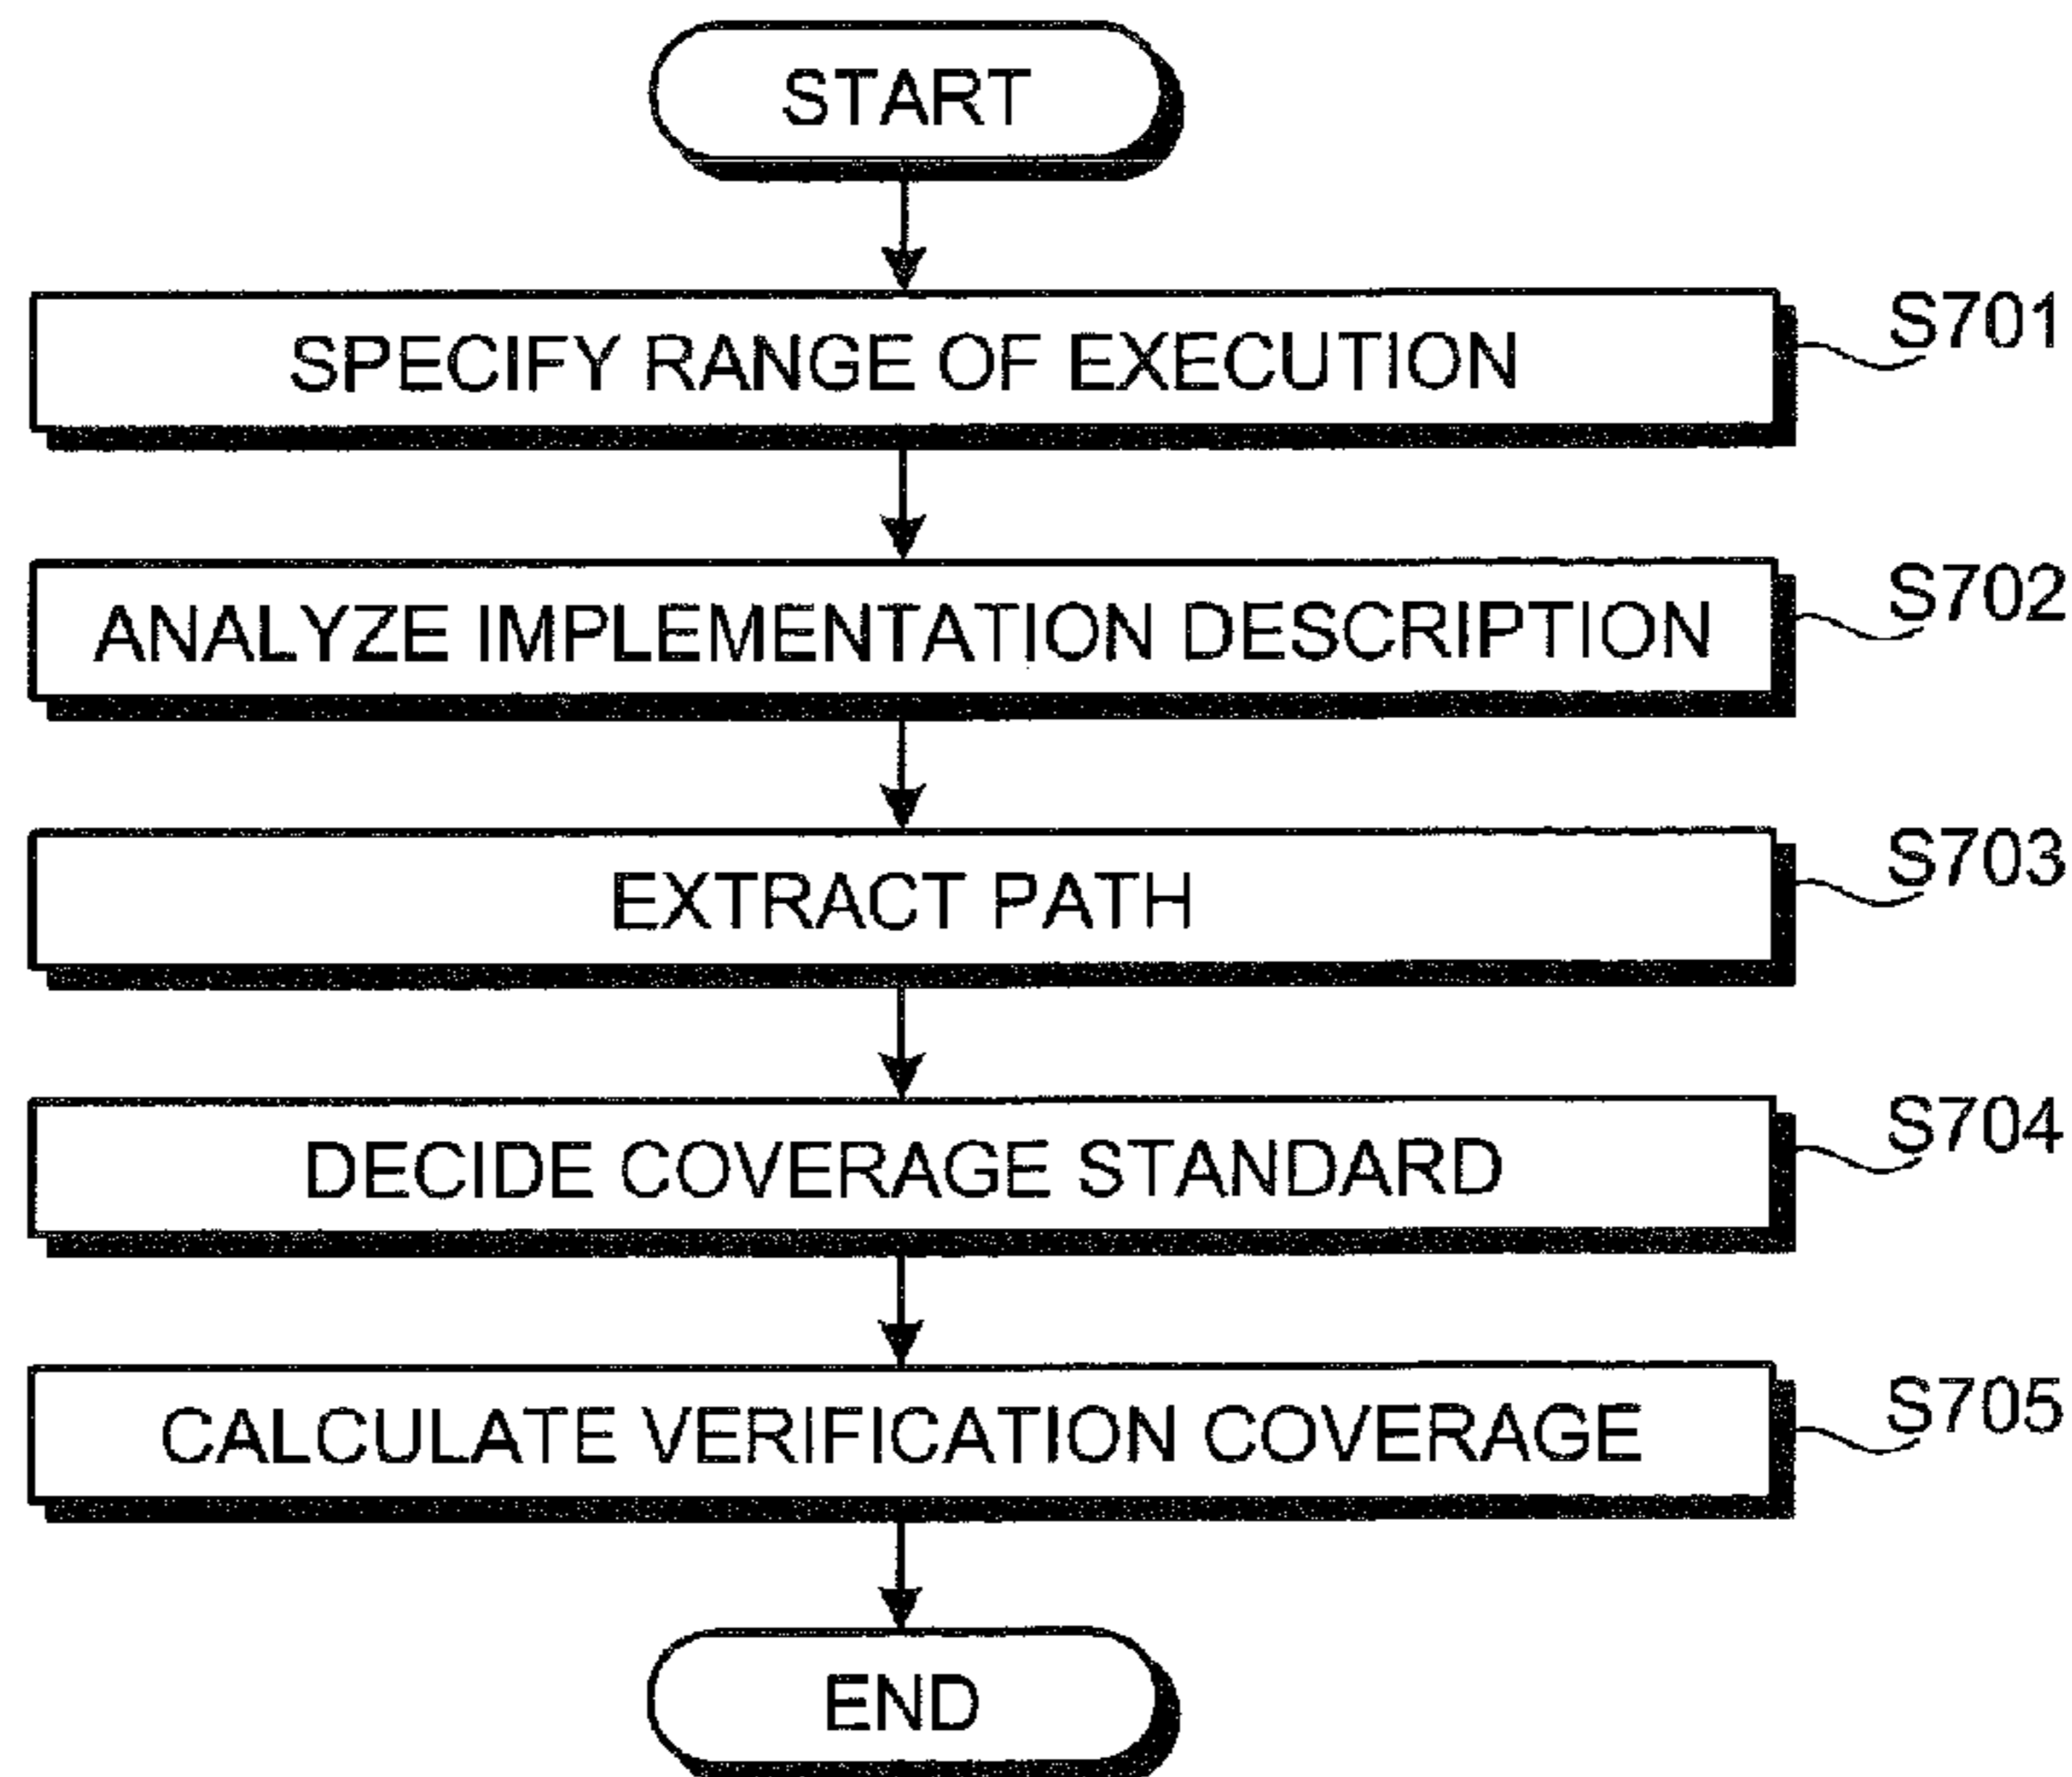 START
SPECIFY RANGE OF EXECUTION
S701
ANALYZE IMPLEMENTATION DESCRIPTION
S702
EXTRACT PATH
S703
DECIDE COVERAGE STANDARD
S704
CALCULATE VERIFICATION COVERAGE
S705
END